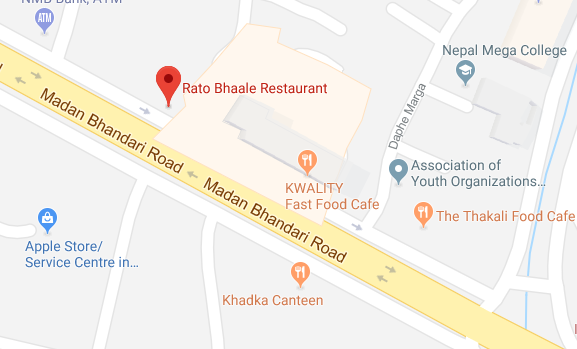 NMB Bank, ATM
ATM
Nepal Mega College
Rato Bhaale Restaurant
Madan Bhandari Road
Daphe Marga
Association of
Youth Organizations...
KWALITY
Fast Food Cafe
Madan Bhandari Road
The Thakali Food Cafe
Apple Store/
Service Centre in...
Khadka Canteen